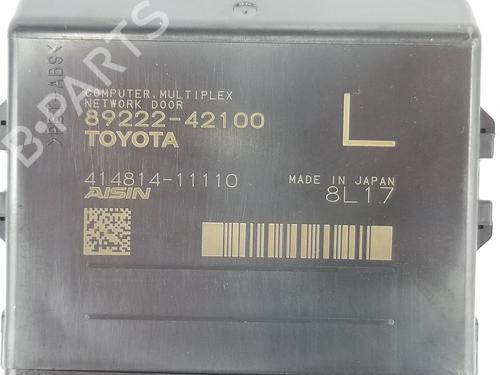 COMPUTER, MULTIPLEX
NETWORK DOOR
89222-42100
TOYOTA
L
414814-11110
AISIN
MADE IN JAPAN
8L17
B-PARTS